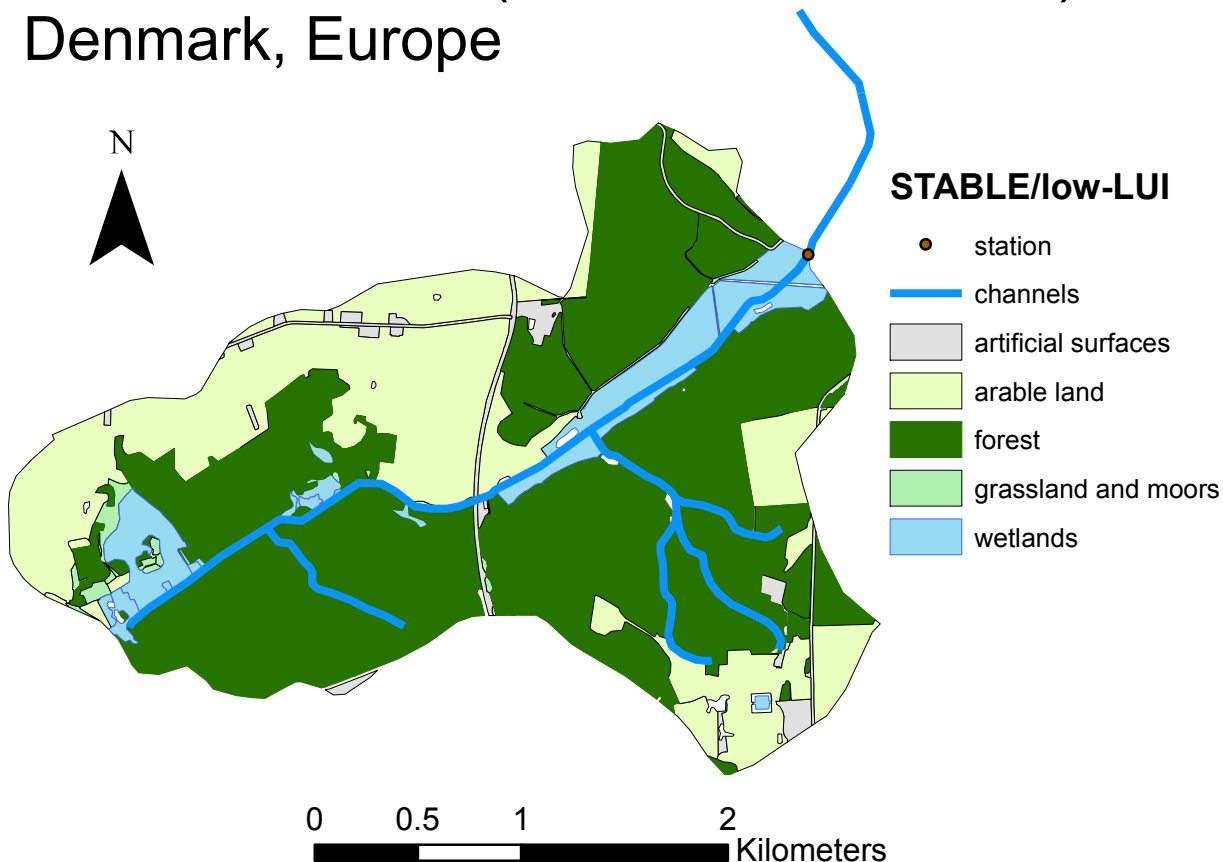 Denmark, Europe
N
STABLE/low-LUI
station
channels
artificial surfaces
arable land
forest
grassland and moors
wetlands
0 0.5 1 2
Kilometers